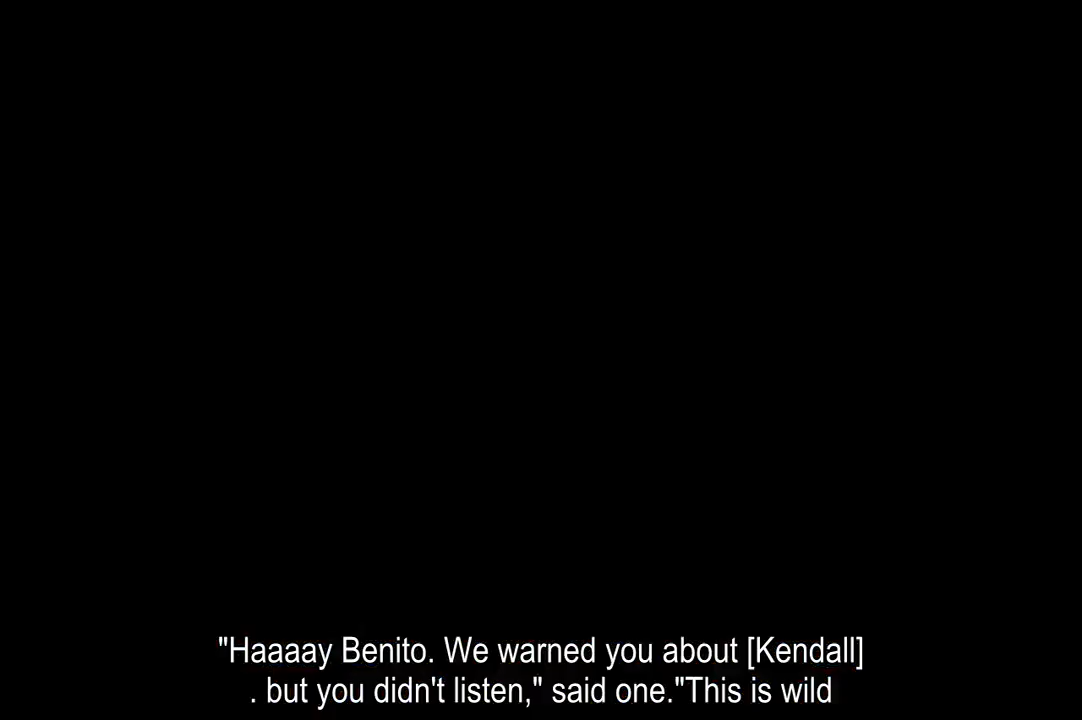 "Haaaay Benito. We warned you about [Kendall]
. but you didn't listen," said one."This is wild